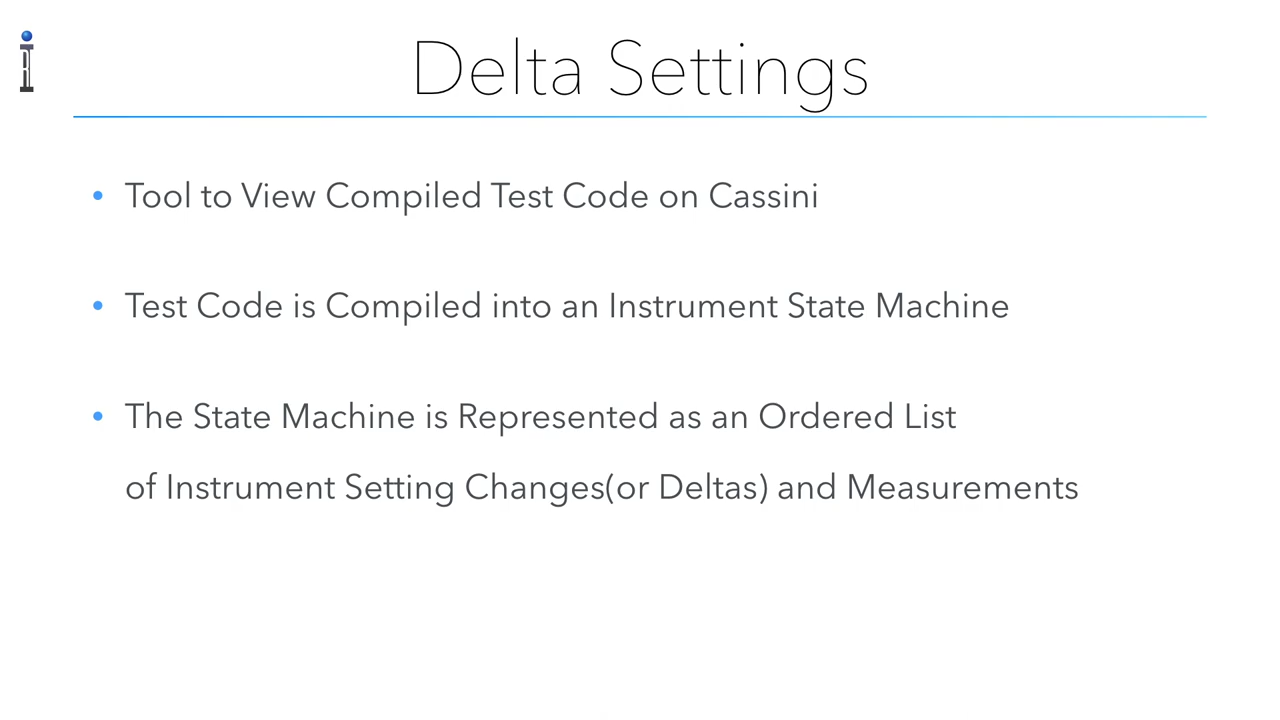 Delta Settings
• Tool to View Compiled Test Code on Cassini
• Test Code is Compiled into an Instrument State Machine
• The State Machine is Represented as an Ordered List
of Instrument Setting Changes(or Deltas) and Measurements